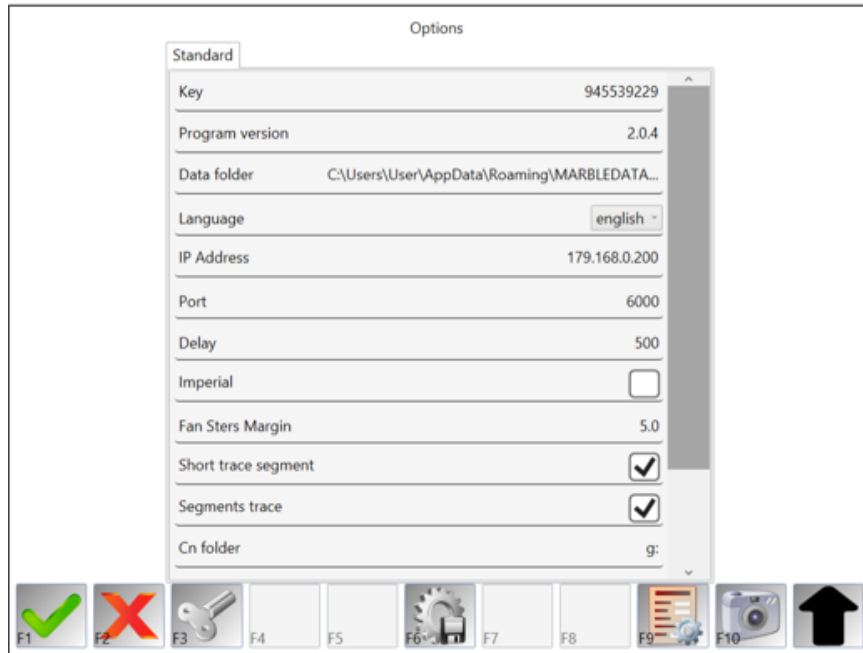 Options
Standard
Key 945539229
Program version 2.0.4
Data folder C:\Users\User\AppData\Roaming\MARBLEDATA...
Language english
IP Address 179.168.0.200
Port 6000
Delay 500
Imperial
Fan Sters Margin 5.0
Short trace segment
Segments trace
Cn folder g:
F1 F2 F3 F4 F5 F6 F7 F8 F9 F10